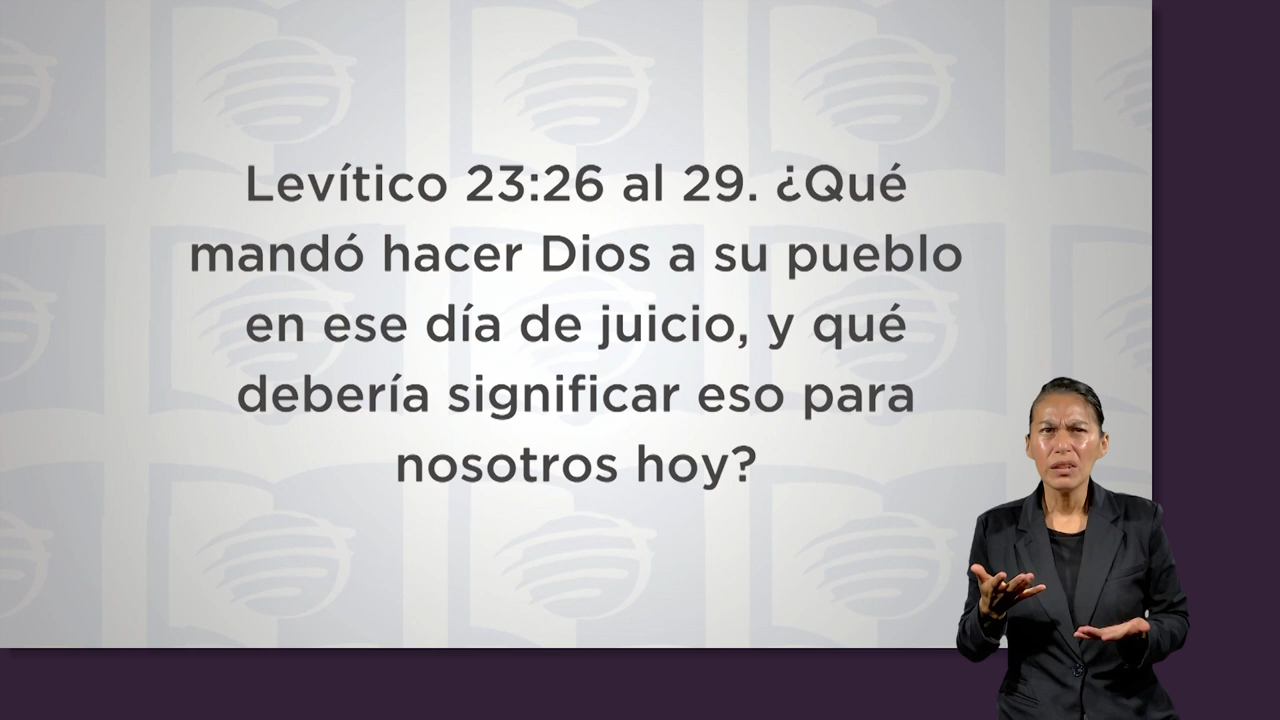 Levítico 23:26 al 29. ¿Qué
mandó hacer Dios a su pueblo
en ese día de juicio, y qué
debería significar eso para
nosotros hoy?